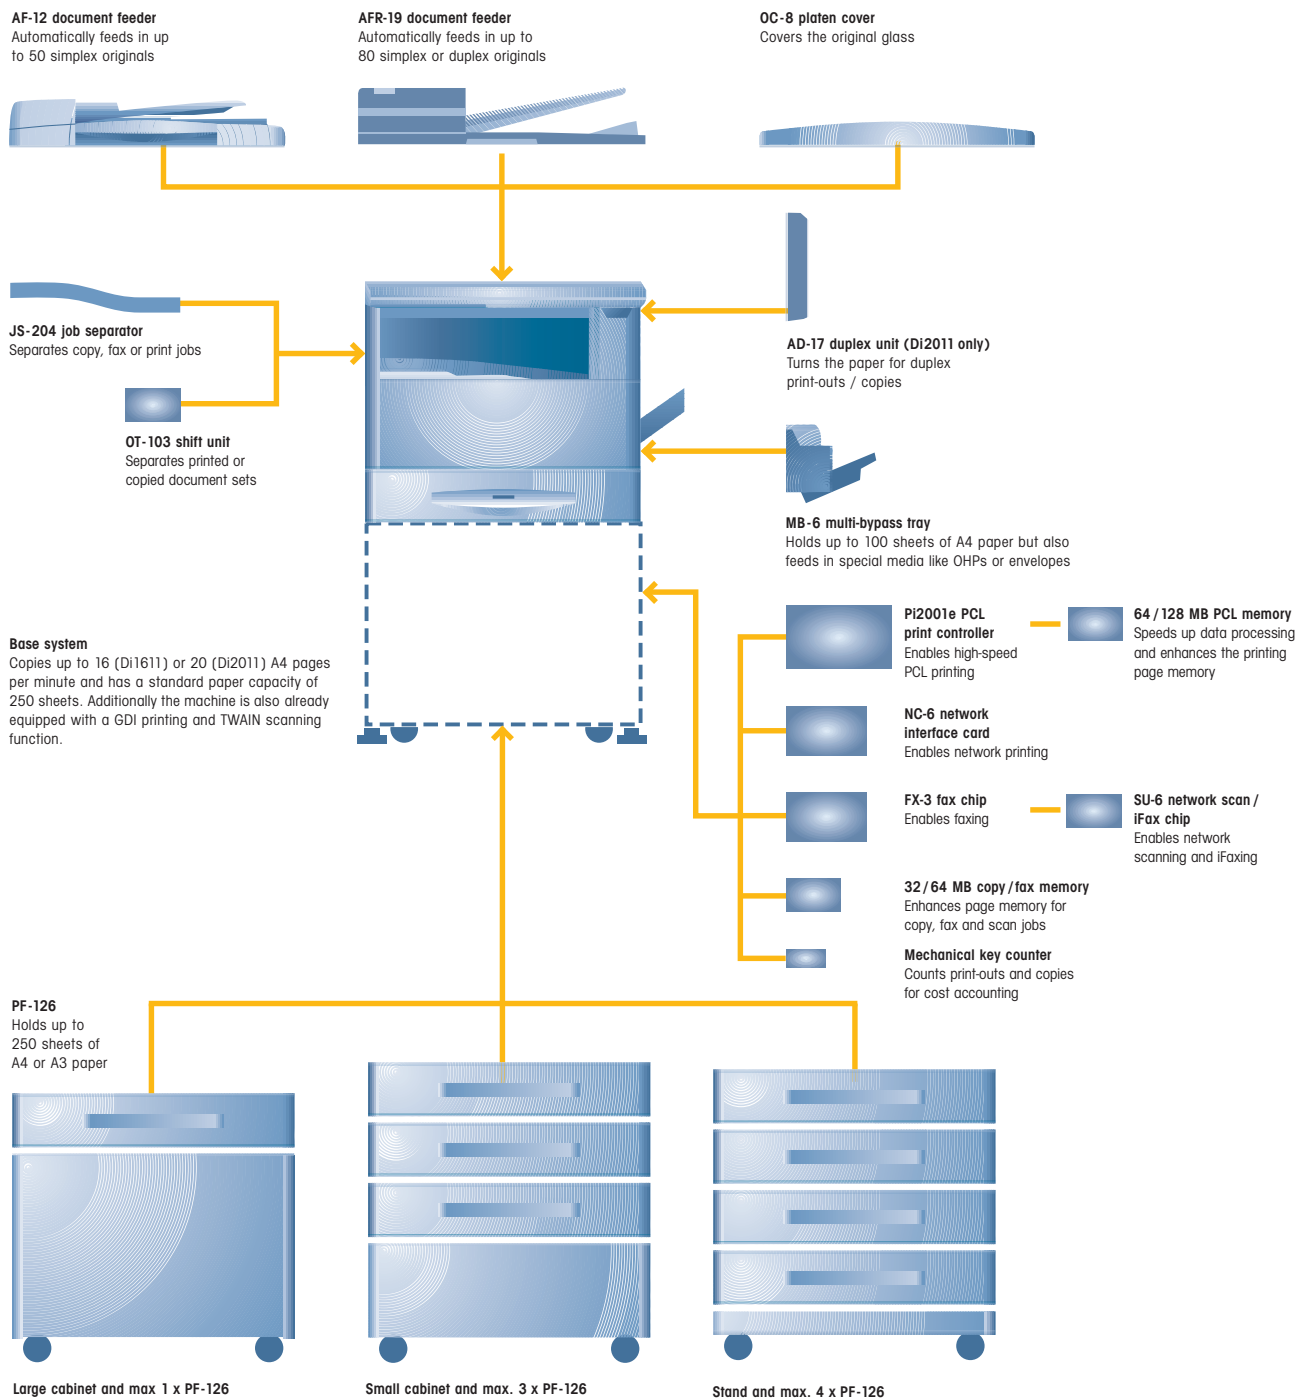 AF-12 document feeder
Automatically feeds in up
to 50 simplex originals
AFR-19 document feeder
Automatically feeds in up to
80 simplex or duplex originals
OC-8 platen cover
Covers the original glass
JS-204 job separator
Separates copy, fax or print jobs
OT-103 shift unit
Separates printed or
copied document sets
AD-17 duplex unit (Di2011 only)
Turns the paper for duplex
print-outs / copies
MB-6 multi-bypass tray
Holds up to 100 sheets of A4 paper but also
feeds in special media like OHPs or envelopes
Base system
Copies up to 16 (Di1611) or 20 (Di2011) A4 pages
per minute and has a standard paper capacity of
250 sheets. Additionally the machine is also already
equipped with a GDI printing and TWAIN scanning
function.
Pi2001e PCL
print controller
Enables high-speed
PCL printing
64 / 128 MB PCL memory
Speeds up data processing
and enhances the printing
page memory
NC-6 network
interface card
Enables network printing
FX-3 fax chip
Enables faxing
SU-6 network scan /
iFax chip
Enables network
scanning and iFaxing
32 / 64 MB copy / fax memory
Enhances page memory for
copy, fax and scan jobs
Mechanical key counter
Counts print-outs and copies
for cost accounting
PF-126
Holds up to
250 sheets of
A4 or A3 paper
Large cabinet and max 1 x PF-126
Small cabinet and max. 3 x PF-126
Stand and max. 4 x PF-126